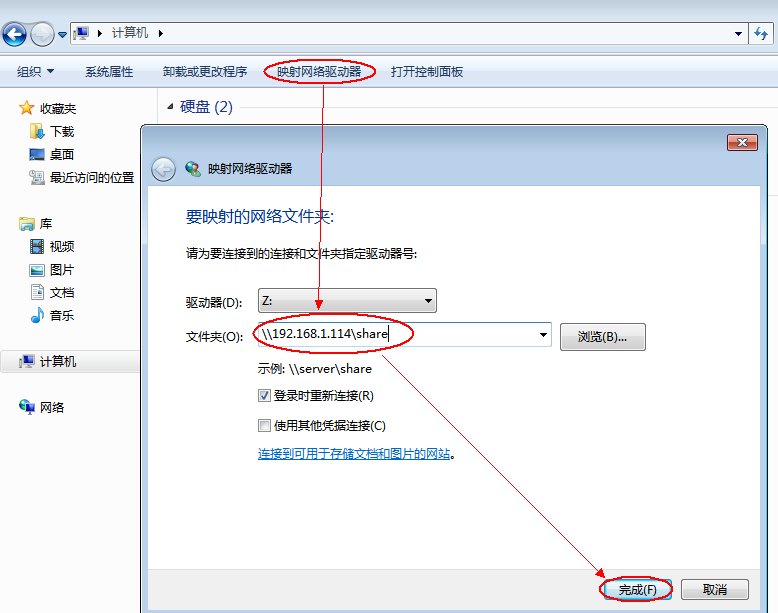 计算机
组织 系统属性 卸载或更改程序 映射网络驱动器 打开控制面板
收藏夹
下载
桌面
最近访问的位置
库
视频
图片
文档
音乐
计算机
网络
硬盘 (2)
映射网络驱动器
要映射的网络文件夹:
请为要连接到的连接和文件夹指定驱动器号:
驱动器(D): Z:
文件夹(O): \\192.168.1.114\share 浏览(B)...
示例: \\server\share
登录时重新连接(R)
使用其他凭据连接(C)
连接到可用于存储文档和图片的网站。
完成(F) 取消